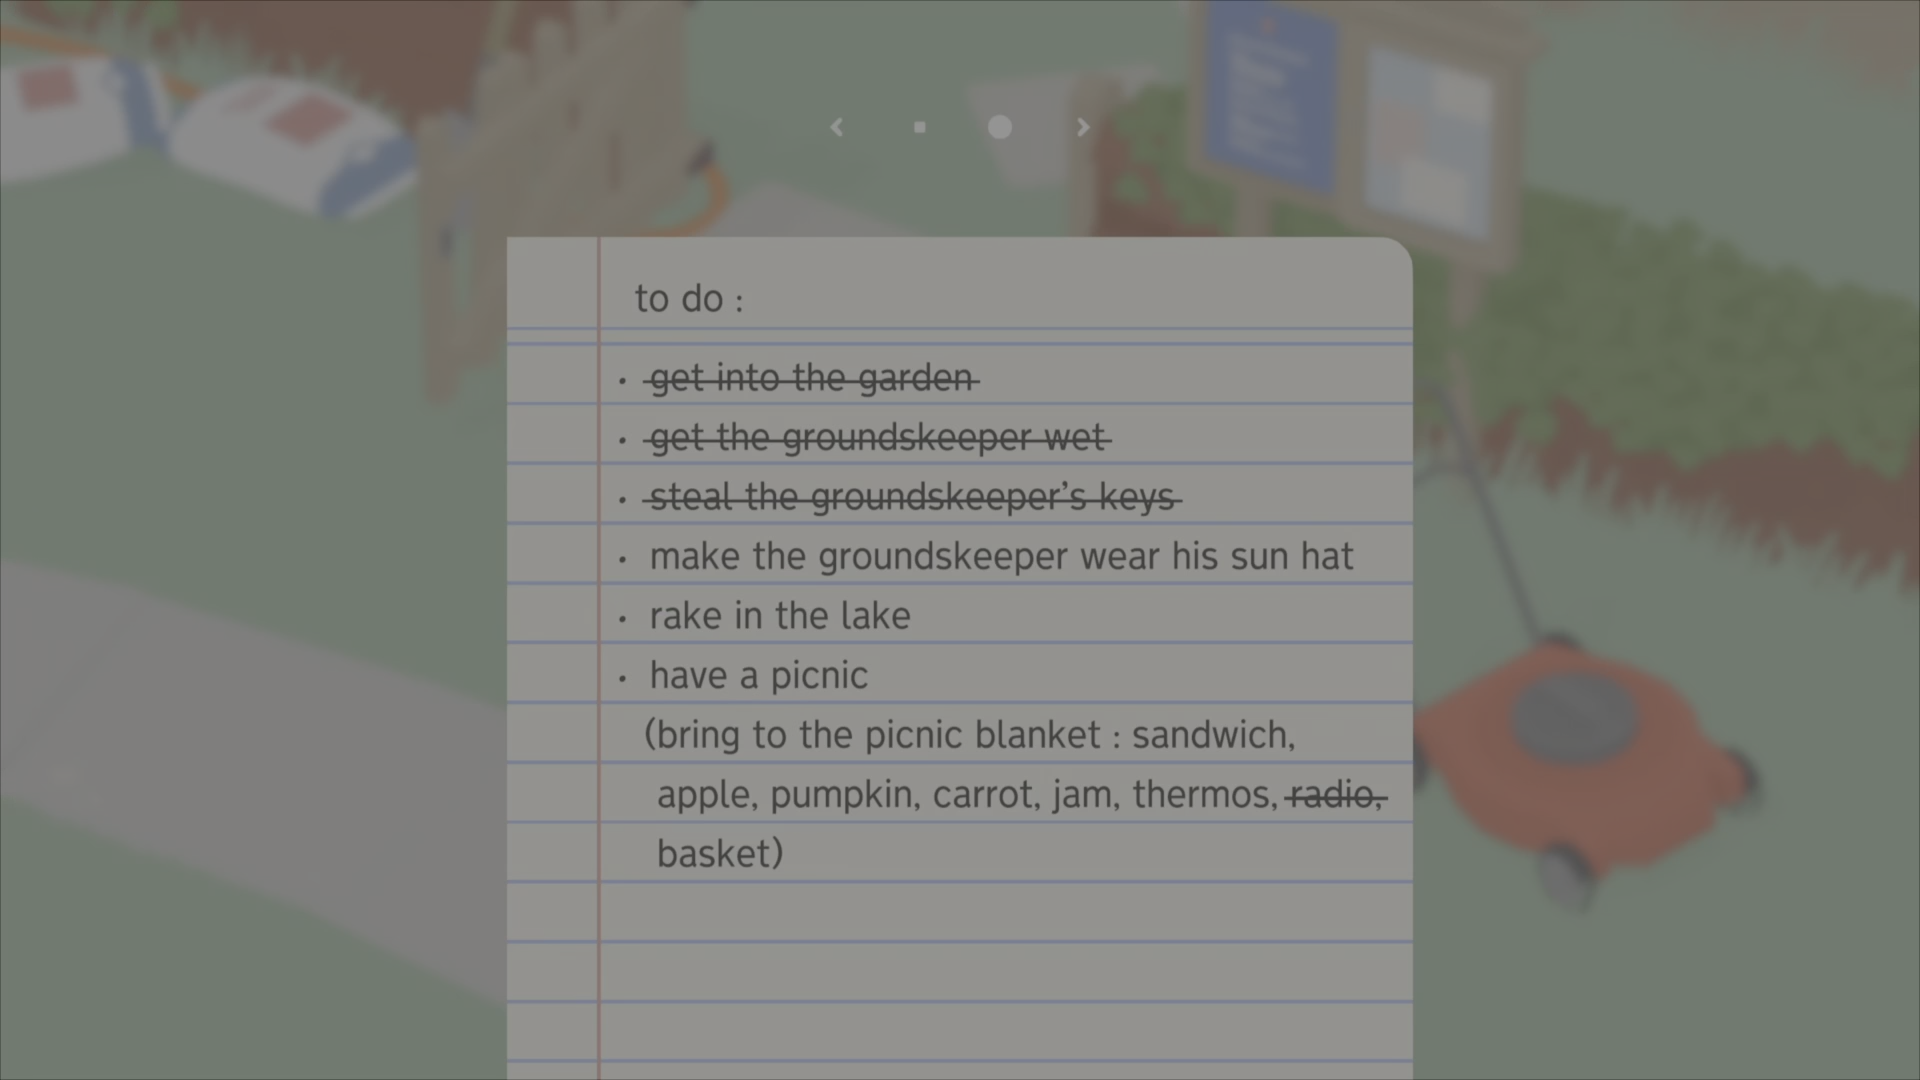 to do :
· get into the garden
· get the groundskeeper wet
· steal the groundskeeper’s keys
· make the groundskeeper wear his sun hat
· rake in the lake
· have a picnic
(bring to the picnic blanket : sandwich,
apple, pumpkin, carrot, jam, thermos, radio,
basket)